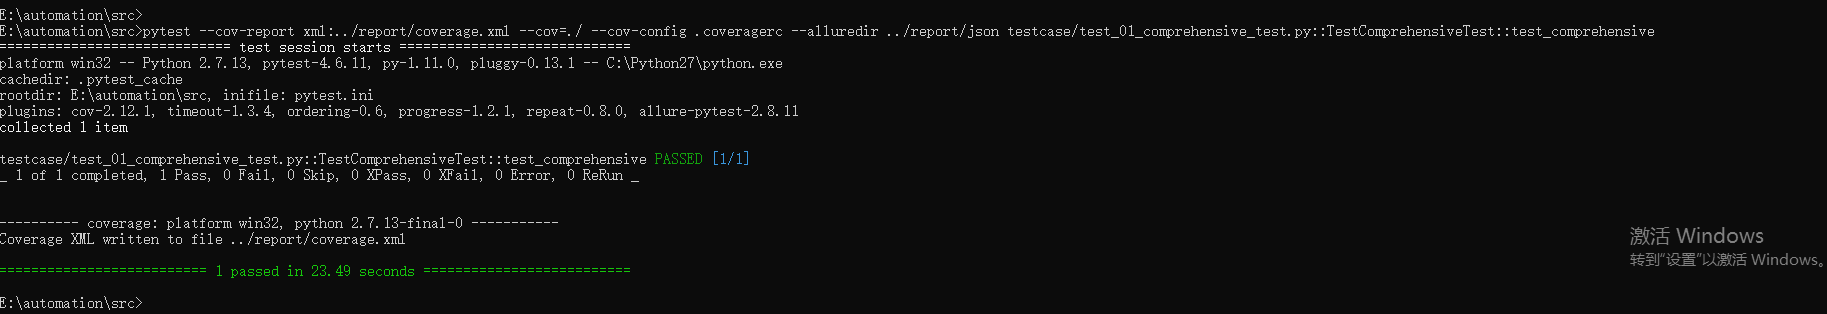 E:\automation\src>
E:\automation\src>pytest --cov-report xml:../report/coverage.xml --cov=./ --cov-config .coveragerc --alluredir ../report/json testcase/test_01_comprehensive_test.py::TestComprehensiveTest::test_comprehensive
============================= test session starts =============================
platform win32 -- Python 2.7.13, pytest-4.6.11, py-1.11.0, pluggy-0.13.1 -- C:\Python27\python.exe
cachedir: .pytest_cache
rootdir: E:\automation\src, inifile: pytest.ini
plugins: cov-2.12.1, timeout-1.3.4, ordering-0.6, progress-1.2.1, repeat-0.8.0, allure-pytest-2.8.11
collected 1 item
testcase/test_01_comprehensive_test.py::TestComprehensiveTest::test_comprehensive PASSED [1/1]
_ 1 of 1 completed, 1 Pass, 0 Fail, 0 Skip, 0 XPass, 0 XFail, 0 Error, 0 ReRun _
---------- coverage: platform win32, python 2.7.13-final-0 -----------
Coverage XML written to file ../report/coverage.xml
========================== 1 passed in 23.49 seconds ==========================
E:\automation\src>
激活 Windows
转到“设置”以激活 Windows。